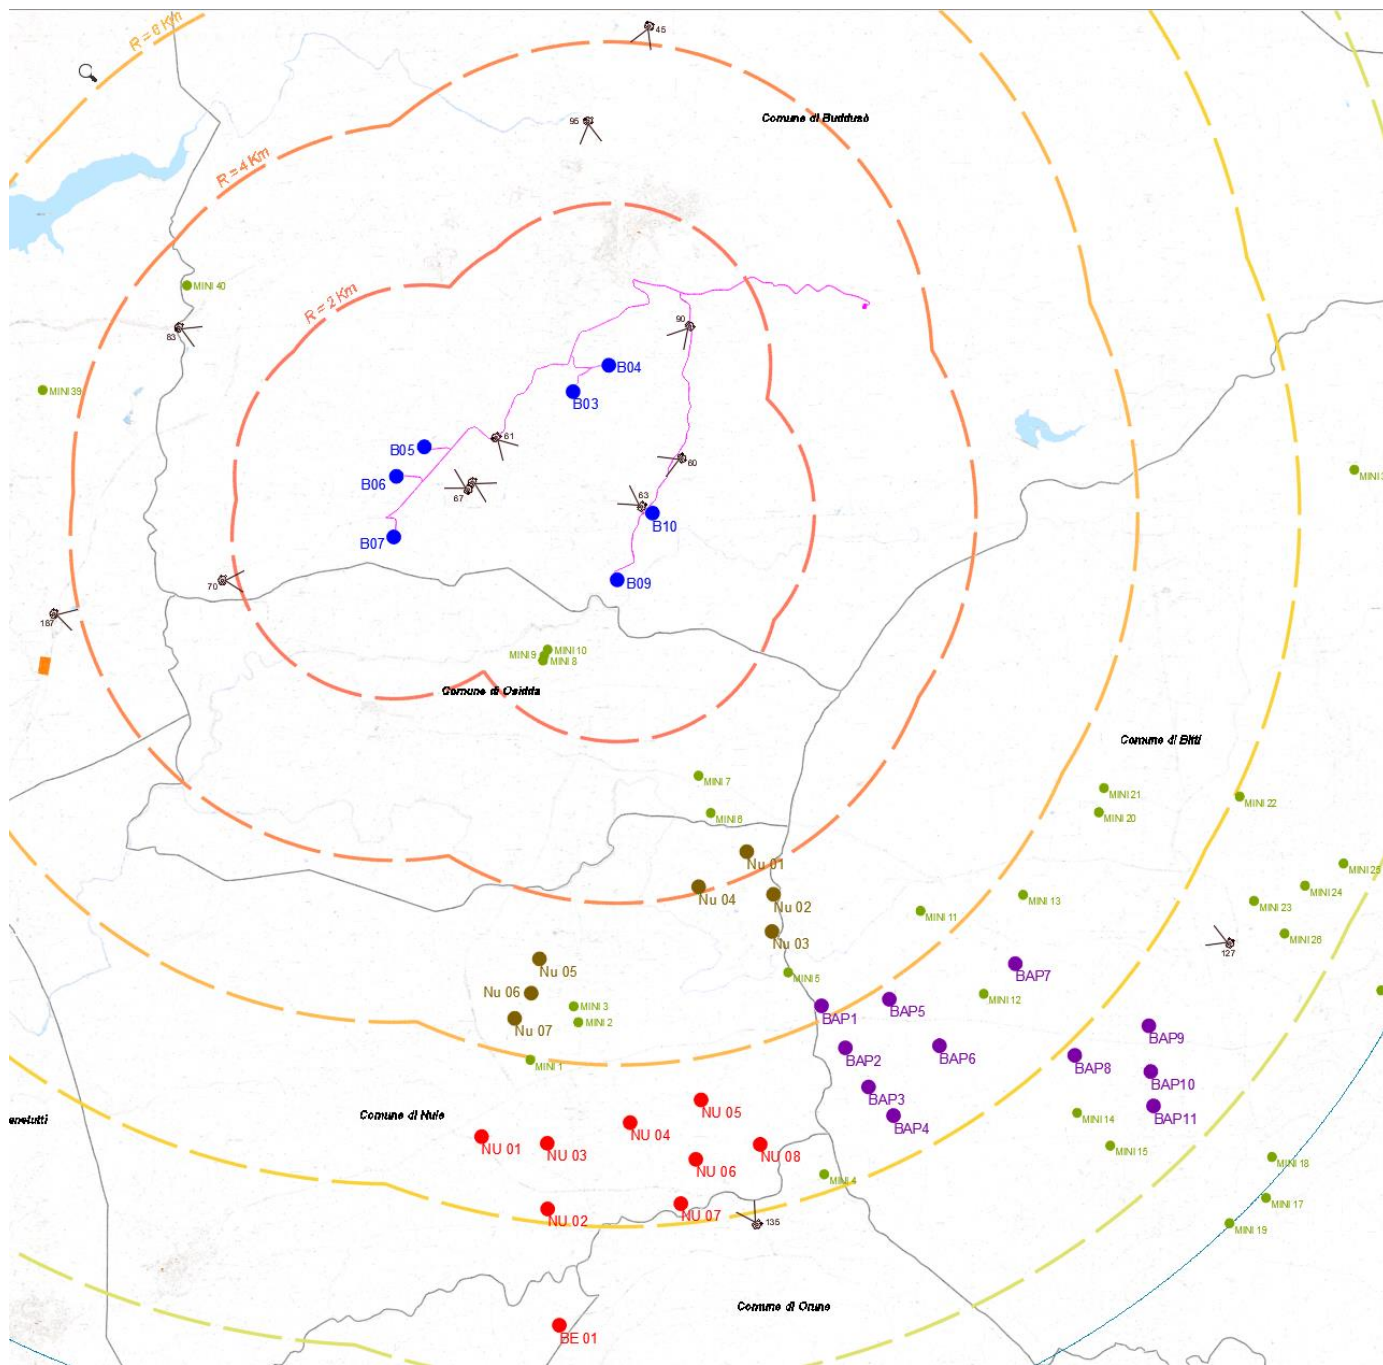 R = 6 Km
45
95
Comune di Buddusò
R = 4 Km
MINI 40
R = 2 Km
83
90
B04
MINI 39
B03
61
B05
60
B06
67
63
B10
B07
70
B09
187
MINI 10
MINI 9
MINI 8
Comune di Osidda
Comune di Bitti
MINI 7
MINI 21
MINI 22
MINI 6
MINI 20
Nu 01
MINI 25
Nu 04
MINI 24
Nu 02
MINI 13
MINI 23
MINI 11
Nu 03
MINI 26
127
Nu 05
MINI 5
BAP7
Nu 06
MINI 3
MINI 12
BAP5
BAP1
Nu 07
MINI 2
BAP9
BAP2
BAP6
MINI 1
BAP8
BAP10
BAP3
NU 05
Comune di Nule
MINI 14
BAP11
BAP4
NU 04
NU 01
NU 03
NU 08
MINI 15
NU 06
MINI 18
MINI 4
MINI 17
NU 02
NU 07
135
MINI 19
Comune di Orune
BE 01